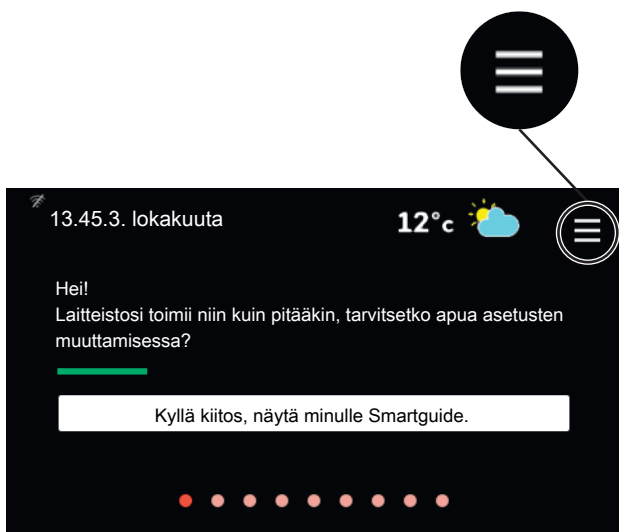 13.45.3. lokakuuta
12°c
Hei!
Laitteistosi toimii niin kuin pitääkin, tarvitsetko apua asetusten
muuttamisessa?
Kyllä kiitos, näytä minulle Smartguide.